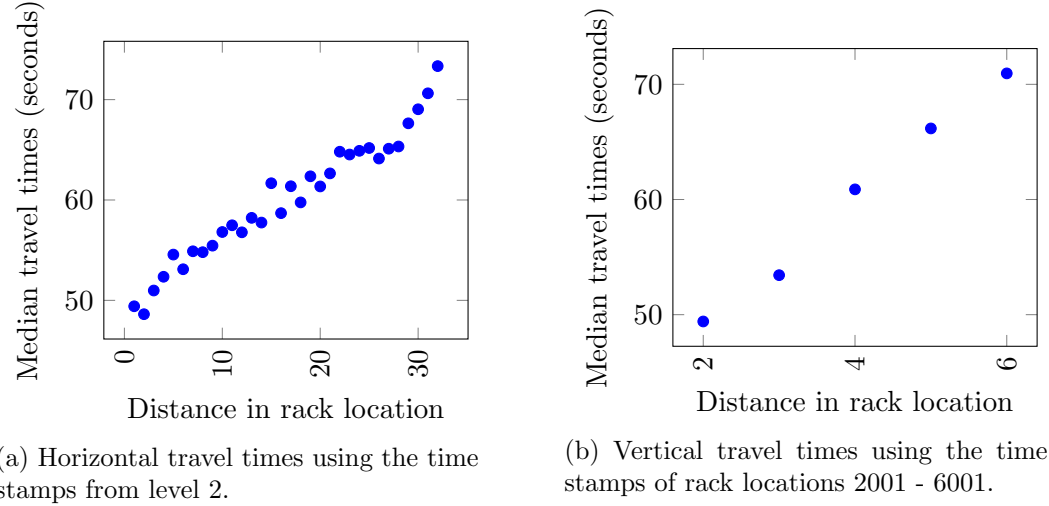 Median travel times (seconds)
70
60
50
0
10
20
30
Distance in rack location
(a) Horizontal travel times using the time
stamps from level 2.
Median travel times (seconds)
70
60
50
2
4
6
Distance in rack location
(b) Vertical travel times using the time
stamps of rack locations 2001 - 6001.